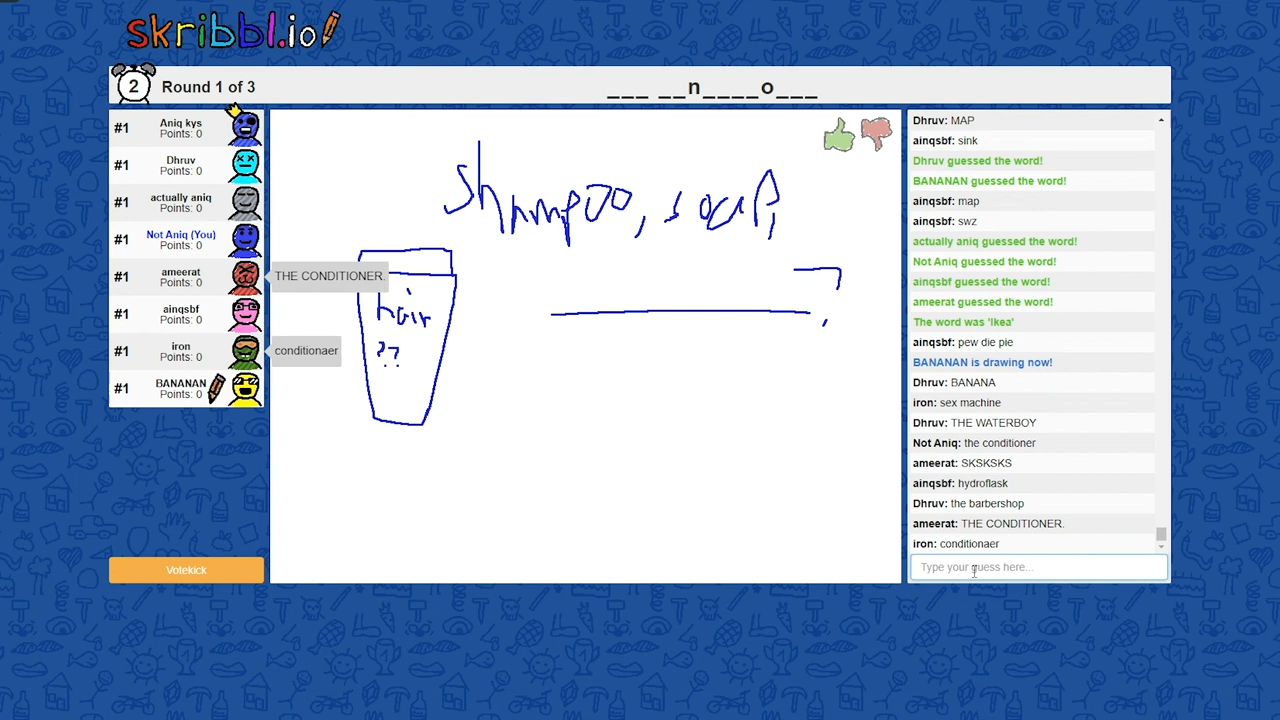 skribbl.io
2
Round 1 of 3
___ __n____o___
#1 Aniq kys
Points: 0
#1 Dhruv
Points: 0
#1 actually aniq
Points: 0
#1 Not Aniq (You)
Points: 0
#1 ameerat
Points: 0
THE CONDITIONER.
#1 ainqsbf
Points: 0
#1 iron
Points: 0
conditionaer
#1 BANANAN
Points: 0
Votekick
Shampoo, soap,
?
hair
??
Dhruv: MAP
ainqsbf: sink
Dhruv guessed the word!
BANANAN guessed the word!
ainqsbf: map
ainqsbf: swz
actually aniq guessed the word!
Not Aniq guessed the word!
ainqsbf guessed the word!
ameerat guessed the word!
The word was 'Ikea'
ainqsbf: pew die pie
BANANAN is drawing now!
Dhruv: BANANA
iron: sex machine
Dhruv: THE WATERBOY
Not Aniq: the conditioner
ameerat: SKSKSKS
ainqsbf: hydroflask
Dhruv: the barbershop
ameerat: THE CONDITIONER.
iron: conditionaer
Type your guess here...